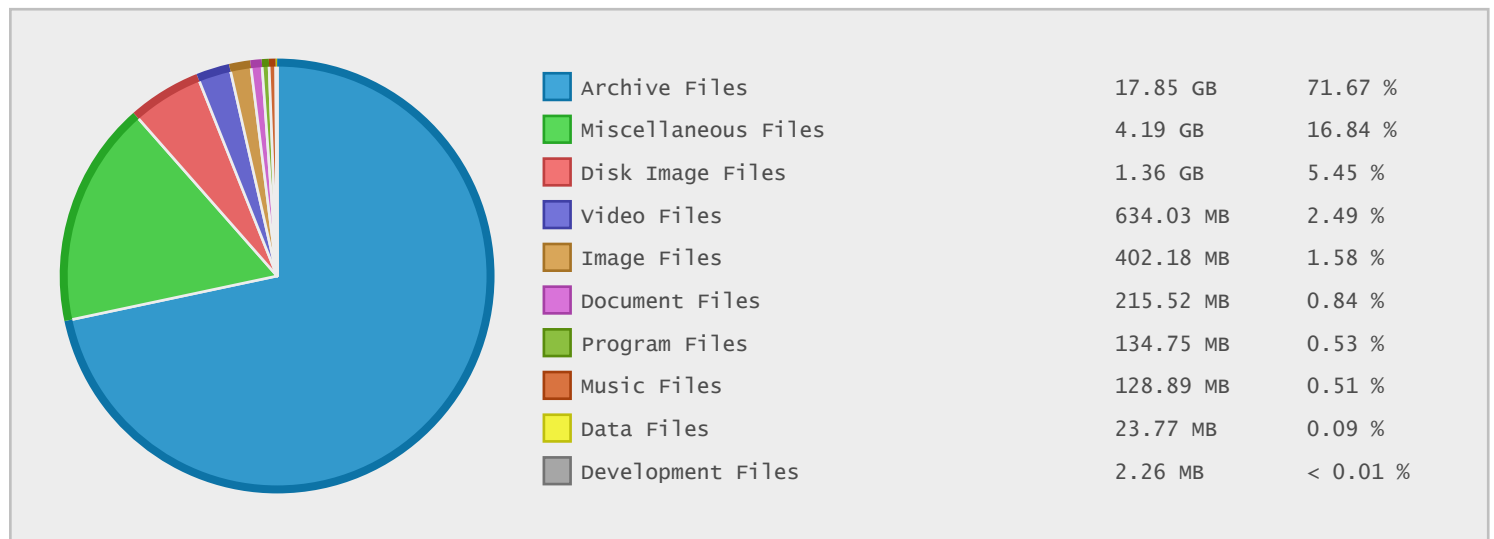 Archive Files 17.85 GB 71.67 %
Miscellaneous Files 4.19 GB 16.84 %
Disk Image Files 1.36 GB 5.45 %
Video Files 634.03 MB 2.49 %
Image Files 402.18 MB 1.58 %
Document Files 215.52 MB 0.84 %
Program Files 134.75 MB 0.53 %
Music Files 128.89 MB 0.51 %
Data Files 23.77 MB 0.09 %
Development Files 2.26 MB < 0.01 %